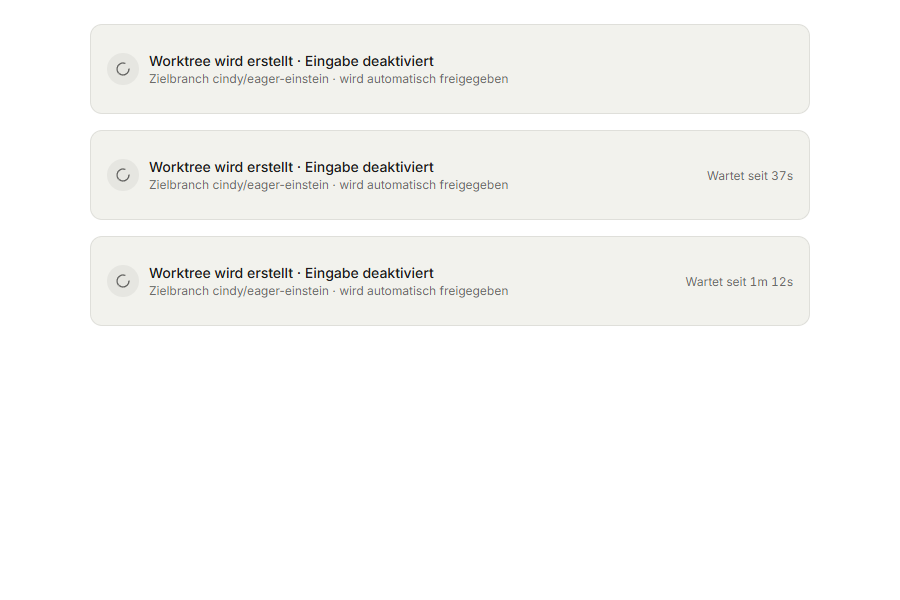 Worktree wird erstellt · Eingabe deaktiviert
Zielbranch cindy/eager-einstein · wird automatisch freigegeben
Worktree wird erstellt · Eingabe deaktiviert
Zielbranch cindy/eager-einstein · wird automatisch freigegeben
Wartet seit 37s
Worktree wird erstellt · Eingabe deaktiviert
Zielbranch cindy/eager-einstein · wird automatisch freigegeben
Wartet seit 1m 12s